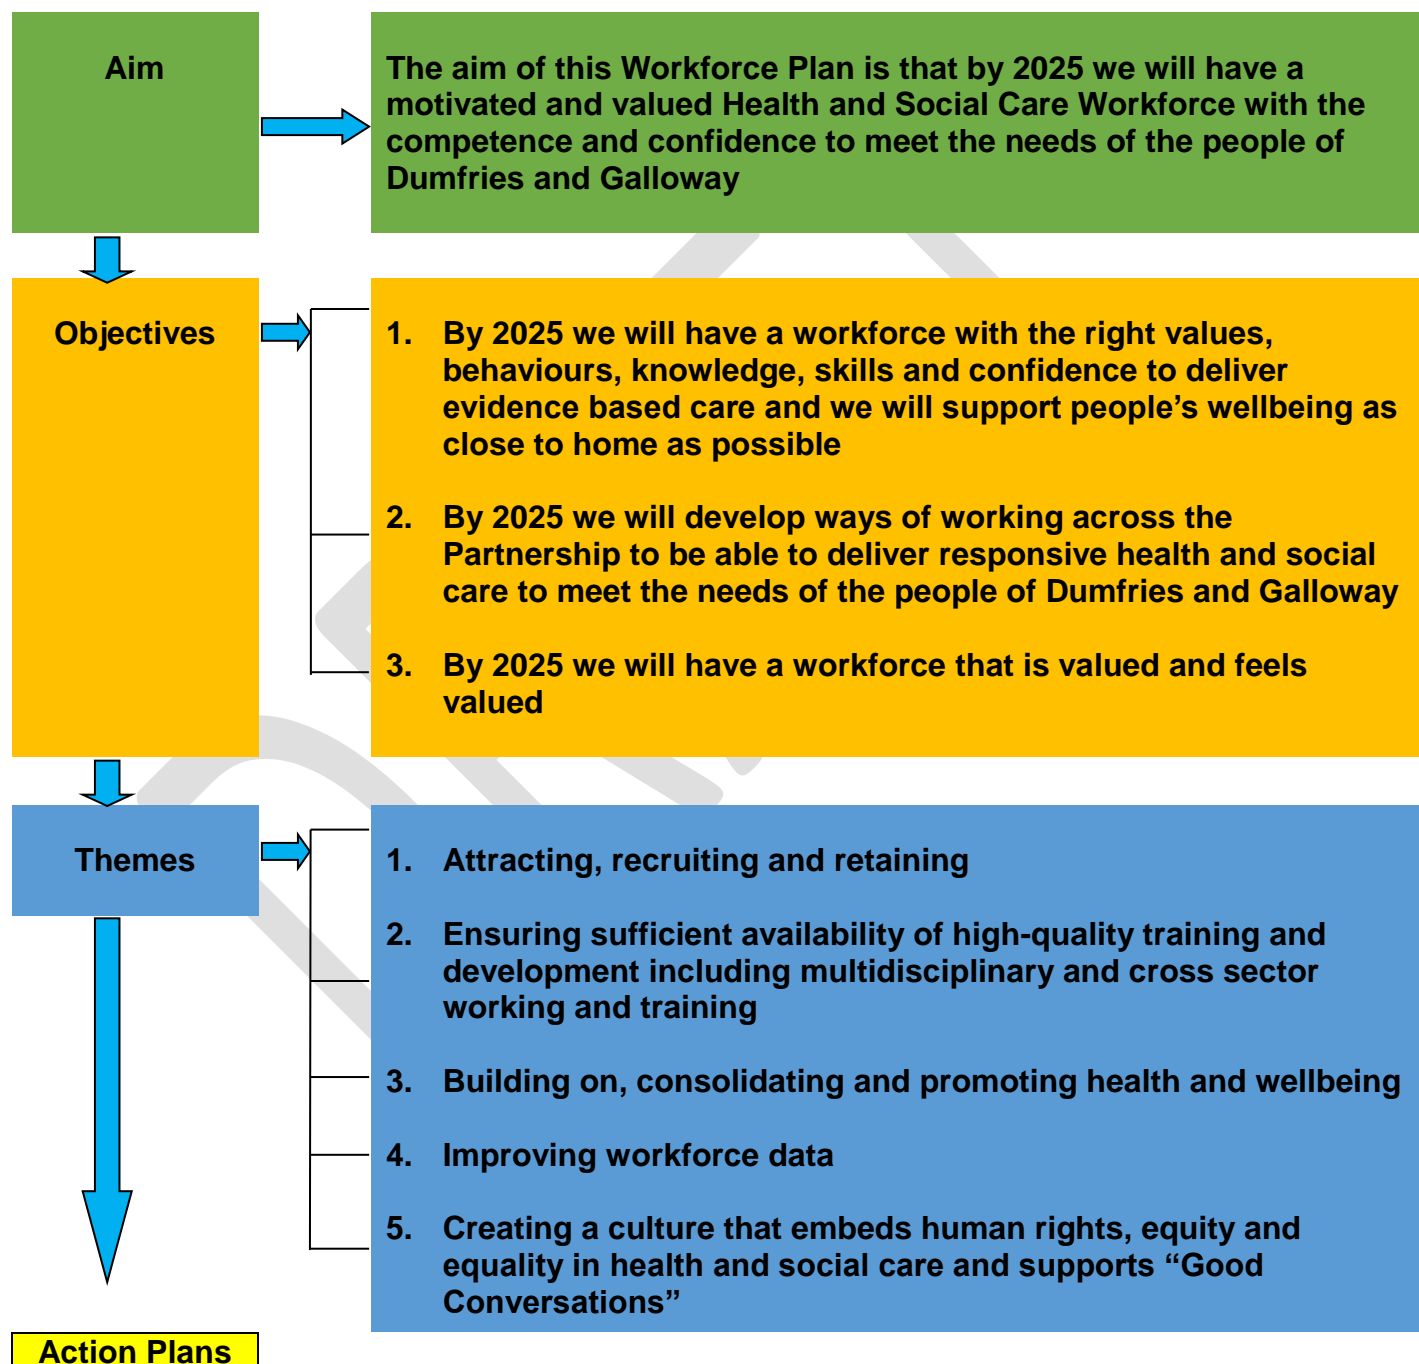 Aim
The aim of this Workforce Plan is that by 2025 we will have a
motivated and valued Health and Social Care Workforce with the
competence and confidence to meet the needs of the people of
Dumfries and Galloway
Objectives
1. By 2025 we will have a workforce with the right values,
behaviours, knowledge, skills and confidence to deliver
evidence based care and we will support people’s wellbeing as
close to home as possible
2. By 2025 we will develop ways of working across the
Partnership to be able to deliver responsive health and social
care to meet the needs of the people of Dumfries and Galloway
3. By 2025 we will have a workforce that is valued and feels
valued
Themes
1. Attracting, recruiting and retaining
2. Ensuring sufficient availability of high-quality training and
development including multidisciplinary and cross sector
working and training
3. Building on, consolidating and promoting health and wellbeing
4. Improving workforce data
5. Creating a culture that embeds human rights, equity and
equality in health and social care and supports “Good
Conversations”
Action Plans